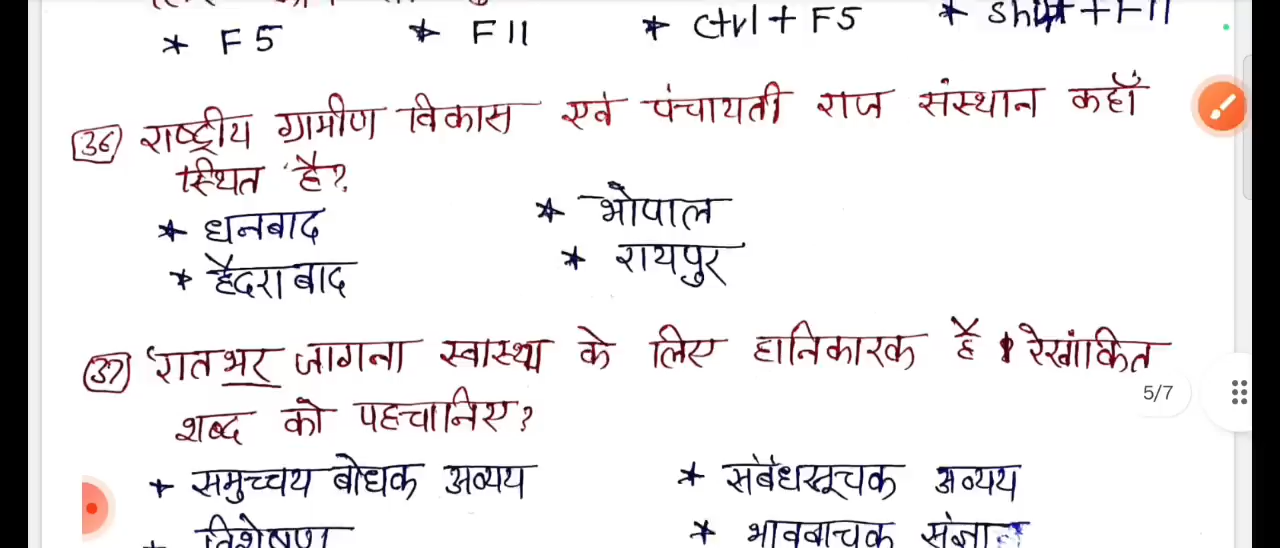 * F5 * F11 * Ctrl + F5 * Shift + F11
(36) राष्ट्रीय ग्रामीण विकास एवं पंचायती राज संस्थान कहाँ
स्थित है?
* धनबाद * भोपाल
* हैदराबाद * रायपुर
(37) 'रातभर जागना स्वास्थ्य के लिए हानिकारक है। रेखांकित
शब्द को पहचानिए?
* समुच्चय बोधक अव्यय * संबंधसूचक अव्यय
* विशेषण * भाववाचक संज्ञा
5/7